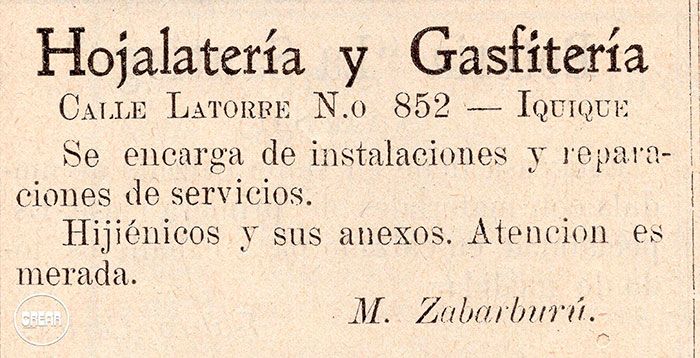 Hojalatería y Gasfitería
CALLE LATORRE N.o 852 — IQUIQUE
Se encarga de instalaciones y repara-
ciones de servicios.
Hijiénicos y sus anexos. Atencion es
merada.
M. Zabarburú.
CREAR